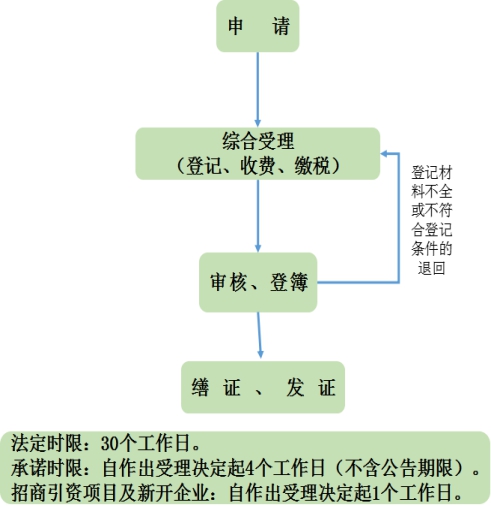 申 请
综合受理
（登记、收费、缴税）
登记材
料不全
或不符
合登记
条件的
退回
审核、登簿
缮 证 、 发 证
法定时限：30个工作日。
承诺时限：自作出受理决定起4个工作日（不含公告期限）。
招商引资项目及新开企业：自作出受理决定起1个工作日。